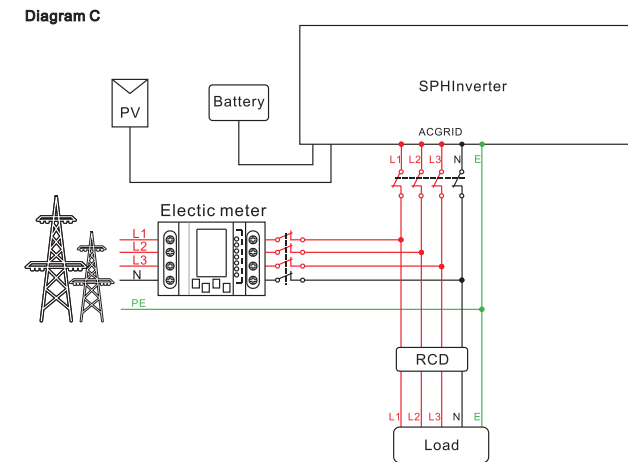 Diagram C
SPHInverter
PV
Battery
ACGRID
L1 L2 L3 N E
Electic meter
L1
L2
L3
N
PE
RCD
L1 L2 L3 N E
Load